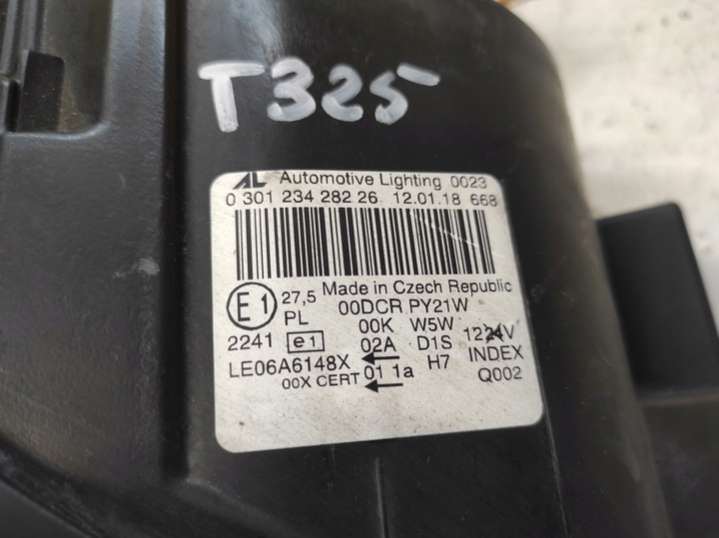 T325
AL Automotive Lighting 0023
0 301 234 282 26 12.01.18 668
Made in Czech Republic
E1 27,5 00DCR PY21W
PL 00K W5W
2241 e1 02A D1S 1224V
LE06A6148X H7 INDEX
00X CERT 01 1a Q002